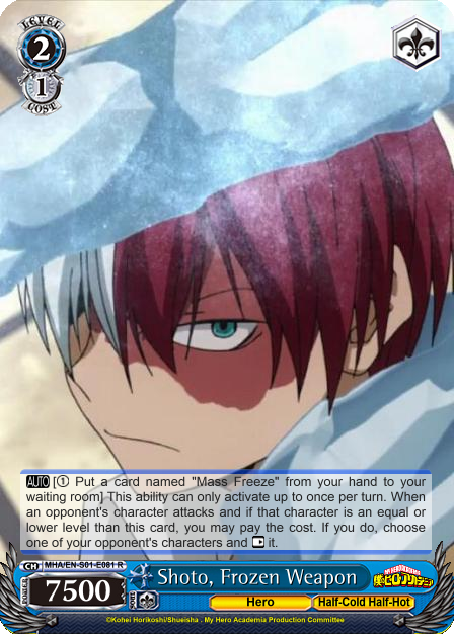 2
LEVEL
1
COST
AUTO [① Put a card named "Mass Freeze" from your hand to your
waiting room] This ability can only activate up to once per turn. When
an opponent's character attacks and if that character is an equal or
lower level than this card, you may pay the cost. If you do, choose
one of your opponent's characters and it.
CH MHA/EN-S01-E081 R
POWER 7500
SOUL
Shoto, Frozen Weapon
Hero
Half-Cold Half-Hot
©Kohei Horikoshi/Shueisha . My Hero Academia Production Committee